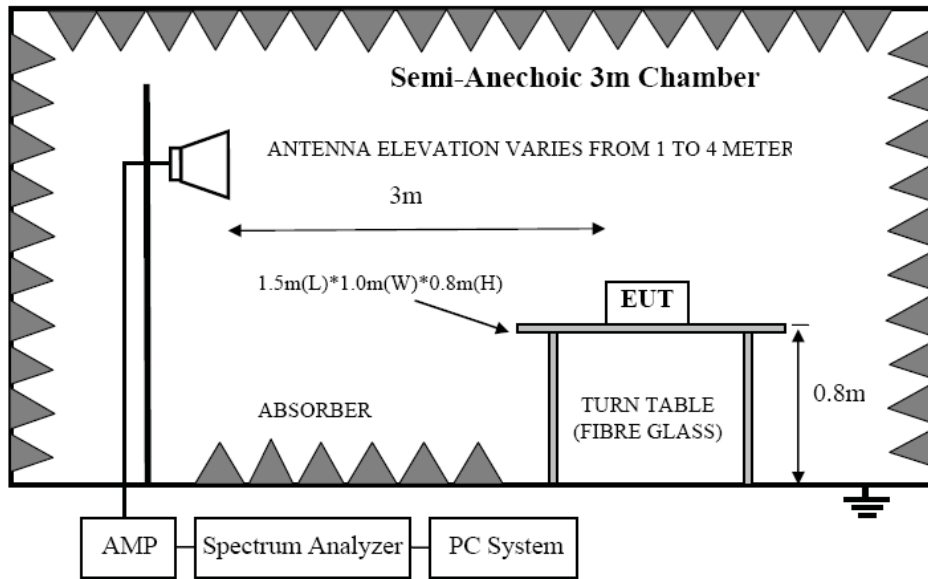 Semi-Anechoic 3m Chamber
ANTENNA ELEVATION VARIES FROM 1 TO 4 METER
3m
1.5m(L)*1.0m(W)*0.8m(H)
EUT
0.8m
ABSORBER
TURN TABLE
(FIBRE GLASS)
AMP
Spectrum Analyzer
PC System